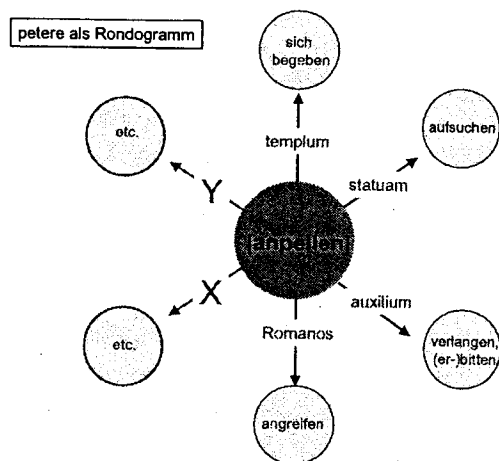 petere als Rondogramm
sich
begeben
etc.
aufsuchen
templum
statuam
Y
[anpeilen]
X
auxilium
Romanos
etc.
verlangen,
(er-)bitten
angreifen